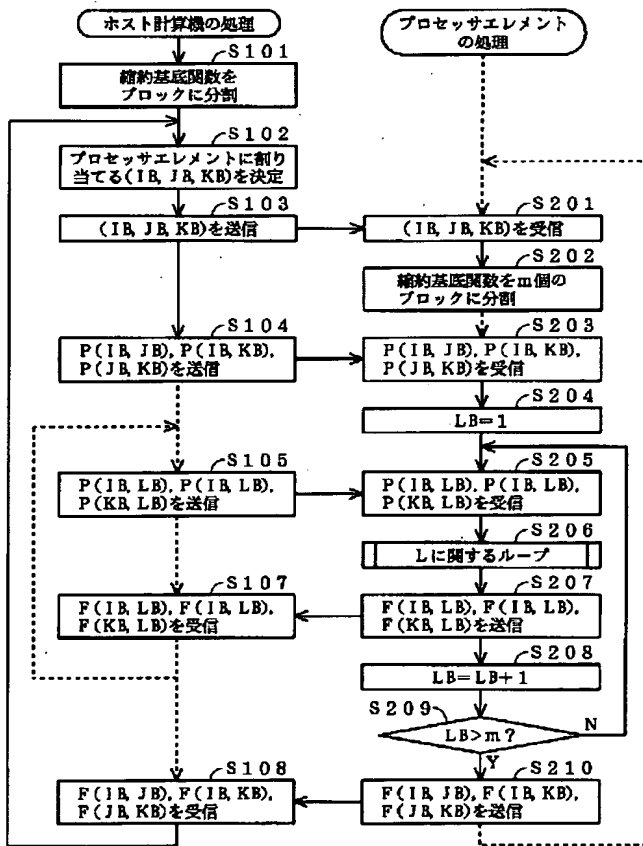 ホスト計算機の処理
S101
縮約基底関数を
ブロックに分割
S102
プロセッサエレメントに割り
当てる(IB, JB, KB)を決定
S103
(IB, JB, KB)を送信
S104
P(IB, JB), P(IB, KB),
P(JB, KB)を送信
S105
P(IB, LB), P(IB, LB),
P(KB, LB)を送信
S107
F(IB, LB), F(IB, LB),
F(KB, LB)を受信
S108
F(IB, JB), F(IB, KB),
F(JB, KB)を受信
プロセッサエレメント
の処理
S201
(IB, JB, KB)を受信
S202
縮約基底関数をm個の
ブロックに分割
S203
P(IB, JB), P(IB, KB),
P(JB, KB)を受信
S204
LB=1
S205
P(IB, LB), P(IB, LB),
P(KB, LB)を受信
S206
Lに関するループ
S207
F(IB, LB), F(IB, LB),
F(KB, LB)を送信
S208
LB=LB+1
S209
LB>m?
N
Y
S210
F(IB, JB), F(IB, KB),
F(JB, KB)を送信